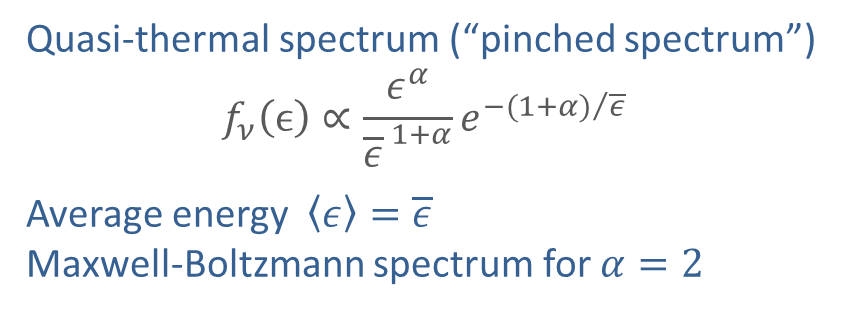 Quasi-thermal spectrum (“pinched spectrum”)
f_ν(ϵ) ∝ ϵ^α / ϵ̅^{1+α} e^{−(1+α)/ϵ̅}
Average energy ⟨ϵ⟩ = ϵ̅
Maxwell-Boltzmann spectrum for α = 2